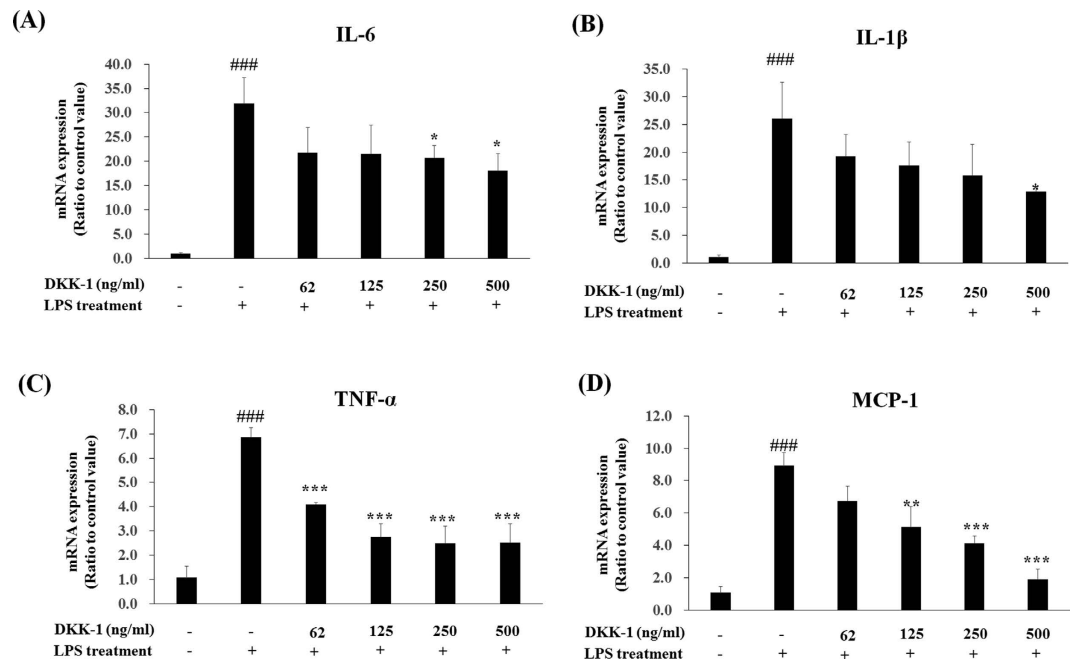 (A)
IL-6
mRNA expression
(Ratio to control value)
40.0
35.0
30.0
25.0
20.0
15.0
10.0
5.0
0.0
###
*
*
DKK-1 (ng/ml) - - 62 125 250 500
LPS treatment - + + + + +
(B)
IL-1β
mRNA expression
(Ratio to control value)
35.0
30.0
25.0
20.0
15.0
10.0
5.0
0.0
###
*
DKK-1 (ng/ml) - - 62 125 250 500
LPS treatment - + + + + +
(C)
TNF-α
mRNA expression
(Ratio to control value)
8.0
7.0
6.0
5.0
4.0
3.0
2.0
1.0
0.0
###
***
***
***
***
DKK-1 (ng/ml) - - 62 125 250 500
LPS treatment - + + + + +
(D)
MCP-1
mRNA expression
(Ratio to control value)
12.0
10.0
8.0
6.0
4.0
2.0
0.0
###
**
***
***
DKK-1 (ng/ml) - - 62 125 250 500
LPS treatment - + + + + +